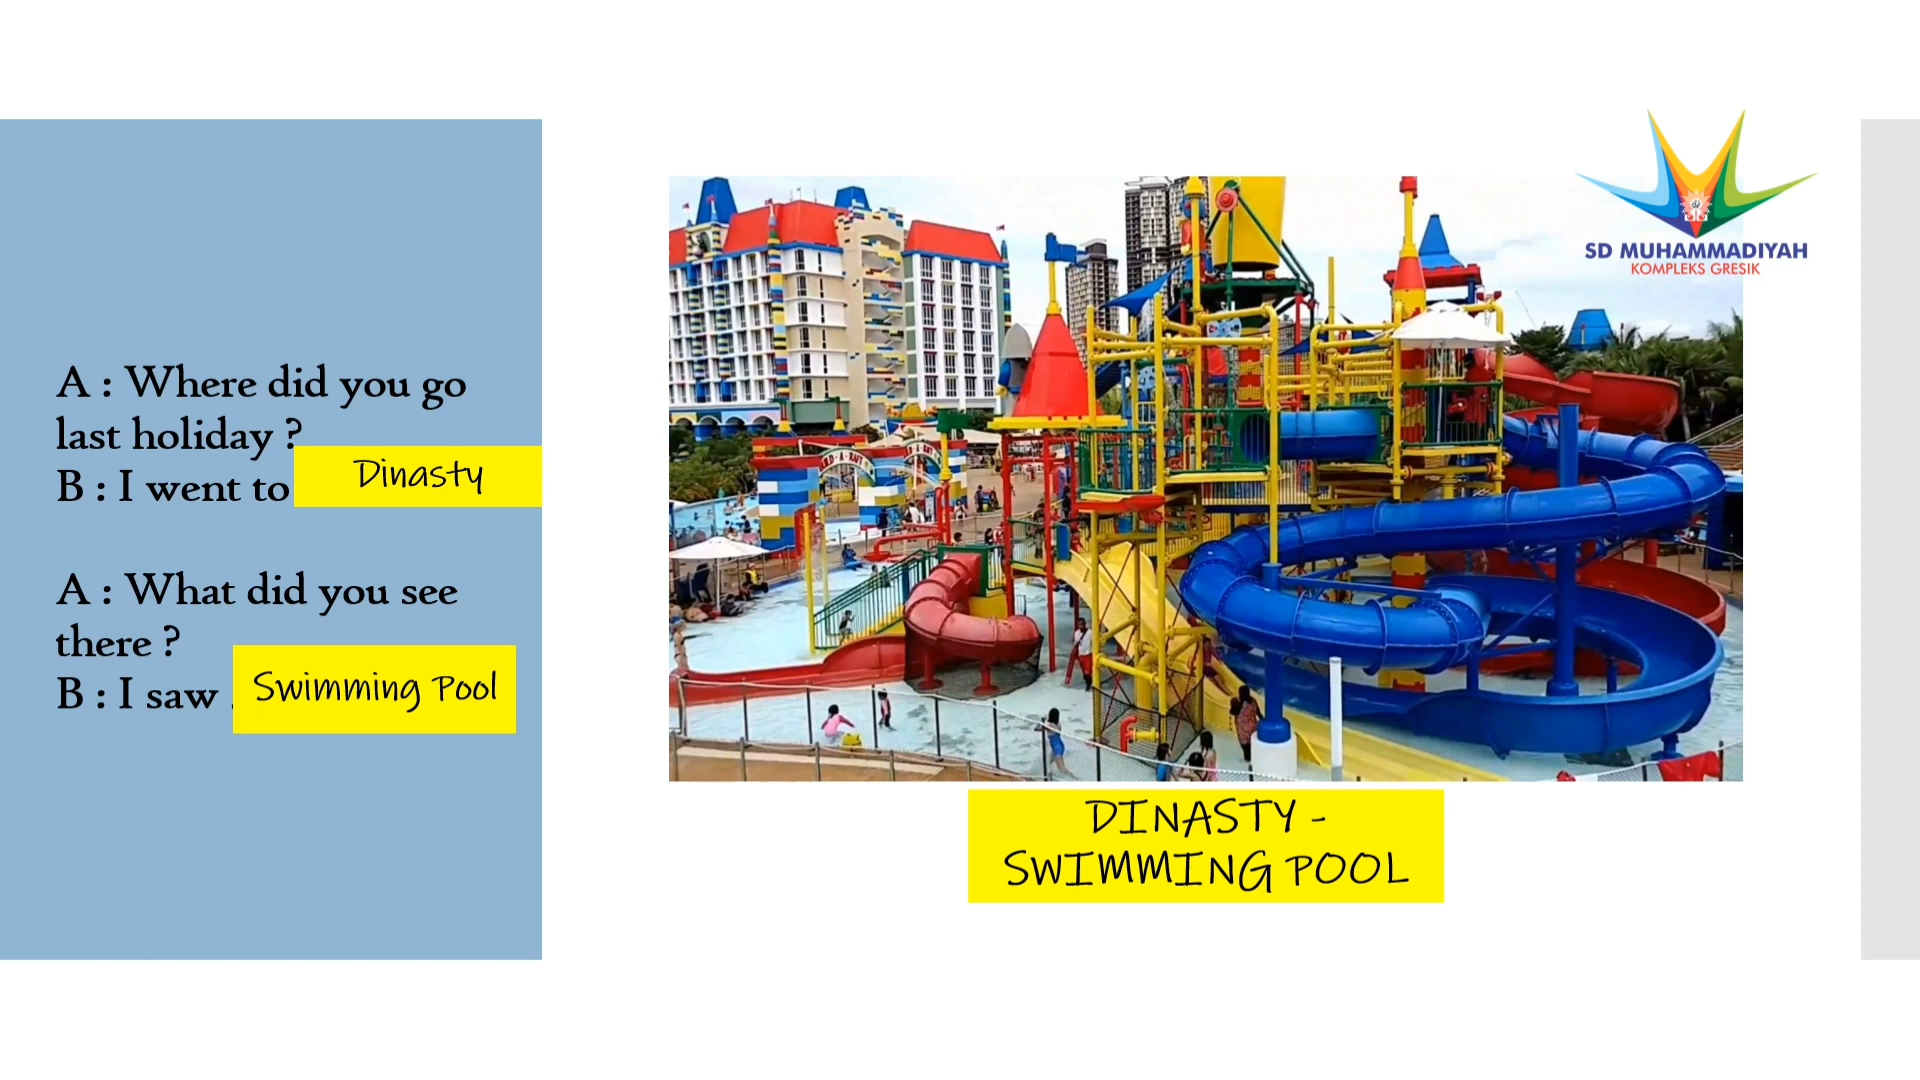 A : Where did you go
last holiday ?
B : I went to Dinasty
A : What did you see
there ?
B : I saw . Swimming Pool
SD MUHAMMADIYAH
KOMPLEKS GRESIK
DINASTY -
SWIMMING POOL